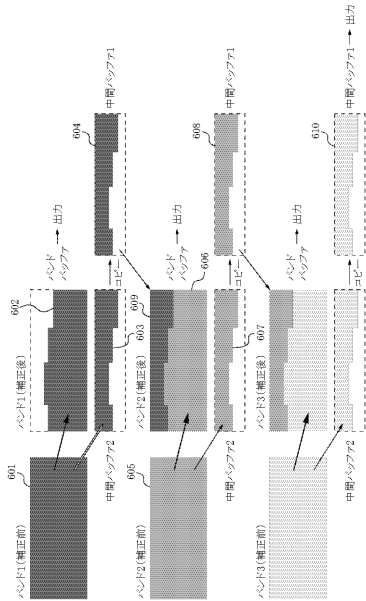 601
バンド1(補正前)
中間バッファ2
602
バンド1(補正後)
603
コピー
バンド
バッファ
出力
604
中間バッファ1
605
バンド2(補正前)
中間バッファ2
609
バンド2(補正後)
606
607
コピー
バンド
バッファ
出力
608
中間バッファ1
バンド3(補正前)
中間バッファ2
バンド3(補正後)
コピー
バンド
バッファ
出力
610
中間バッファ1
出力